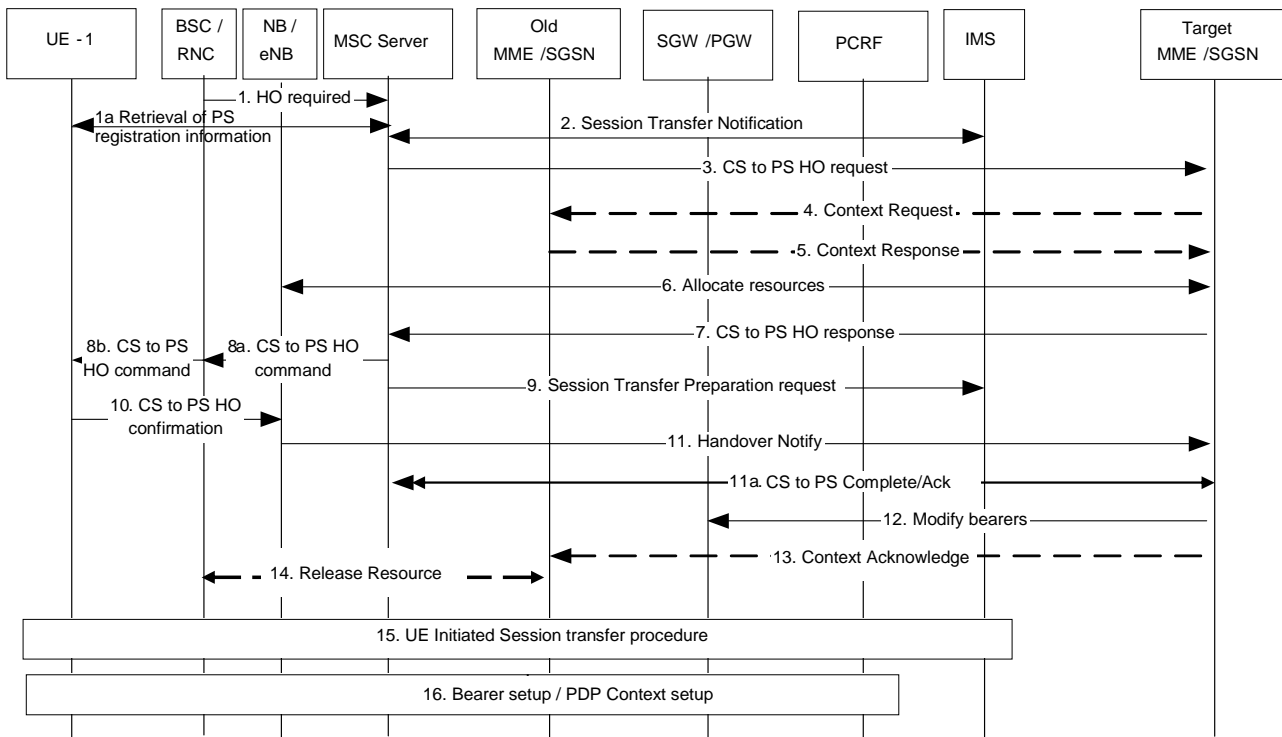 UE - 1
BSC /
RNC
NB /
eNB
MSC Server
Old
MME /SGSN
SGW /PGW
PCRF
IMS
Target
MME /SGSN
1. HO required
1a Retrieval of PS
registration information
2. Session Transfer Notification
3. CS to PS HO request
4. Context Request
5. Context Response
6. Allocate resources
7. CS to PS HO response
8b. CS to PS
HO command
8a. CS to PS HO
command
9. Session Transfer Preparation request
10. CS to PS HO
confirmation
11. Handover Notify
11a. CS to PS Complete/Ack
12. Modify bearers
13. Context Acknowledge
14. Release Resource
15. UE Initiated Session transfer procedure
16. Bearer setup / PDP Context setup